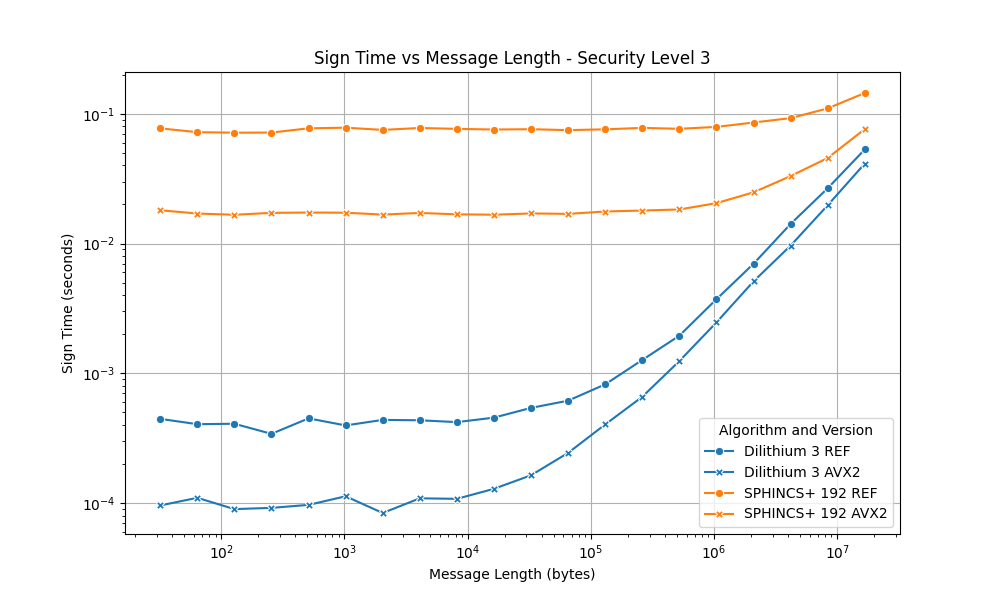 Sign Time vs Message Length - Security Level 3
Sign Time (seconds)
10⁻¹
10⁻²
10⁻³
10⁻⁴
Algorithm and Version
Dilithium 3 REF
Dilithium 3 AVX2
SPHINCS+ 192 REF
SPHINCS+ 192 AVX2
10² 10³ 10⁴ 10⁵ 10⁶ 10⁷
Message Length (bytes)